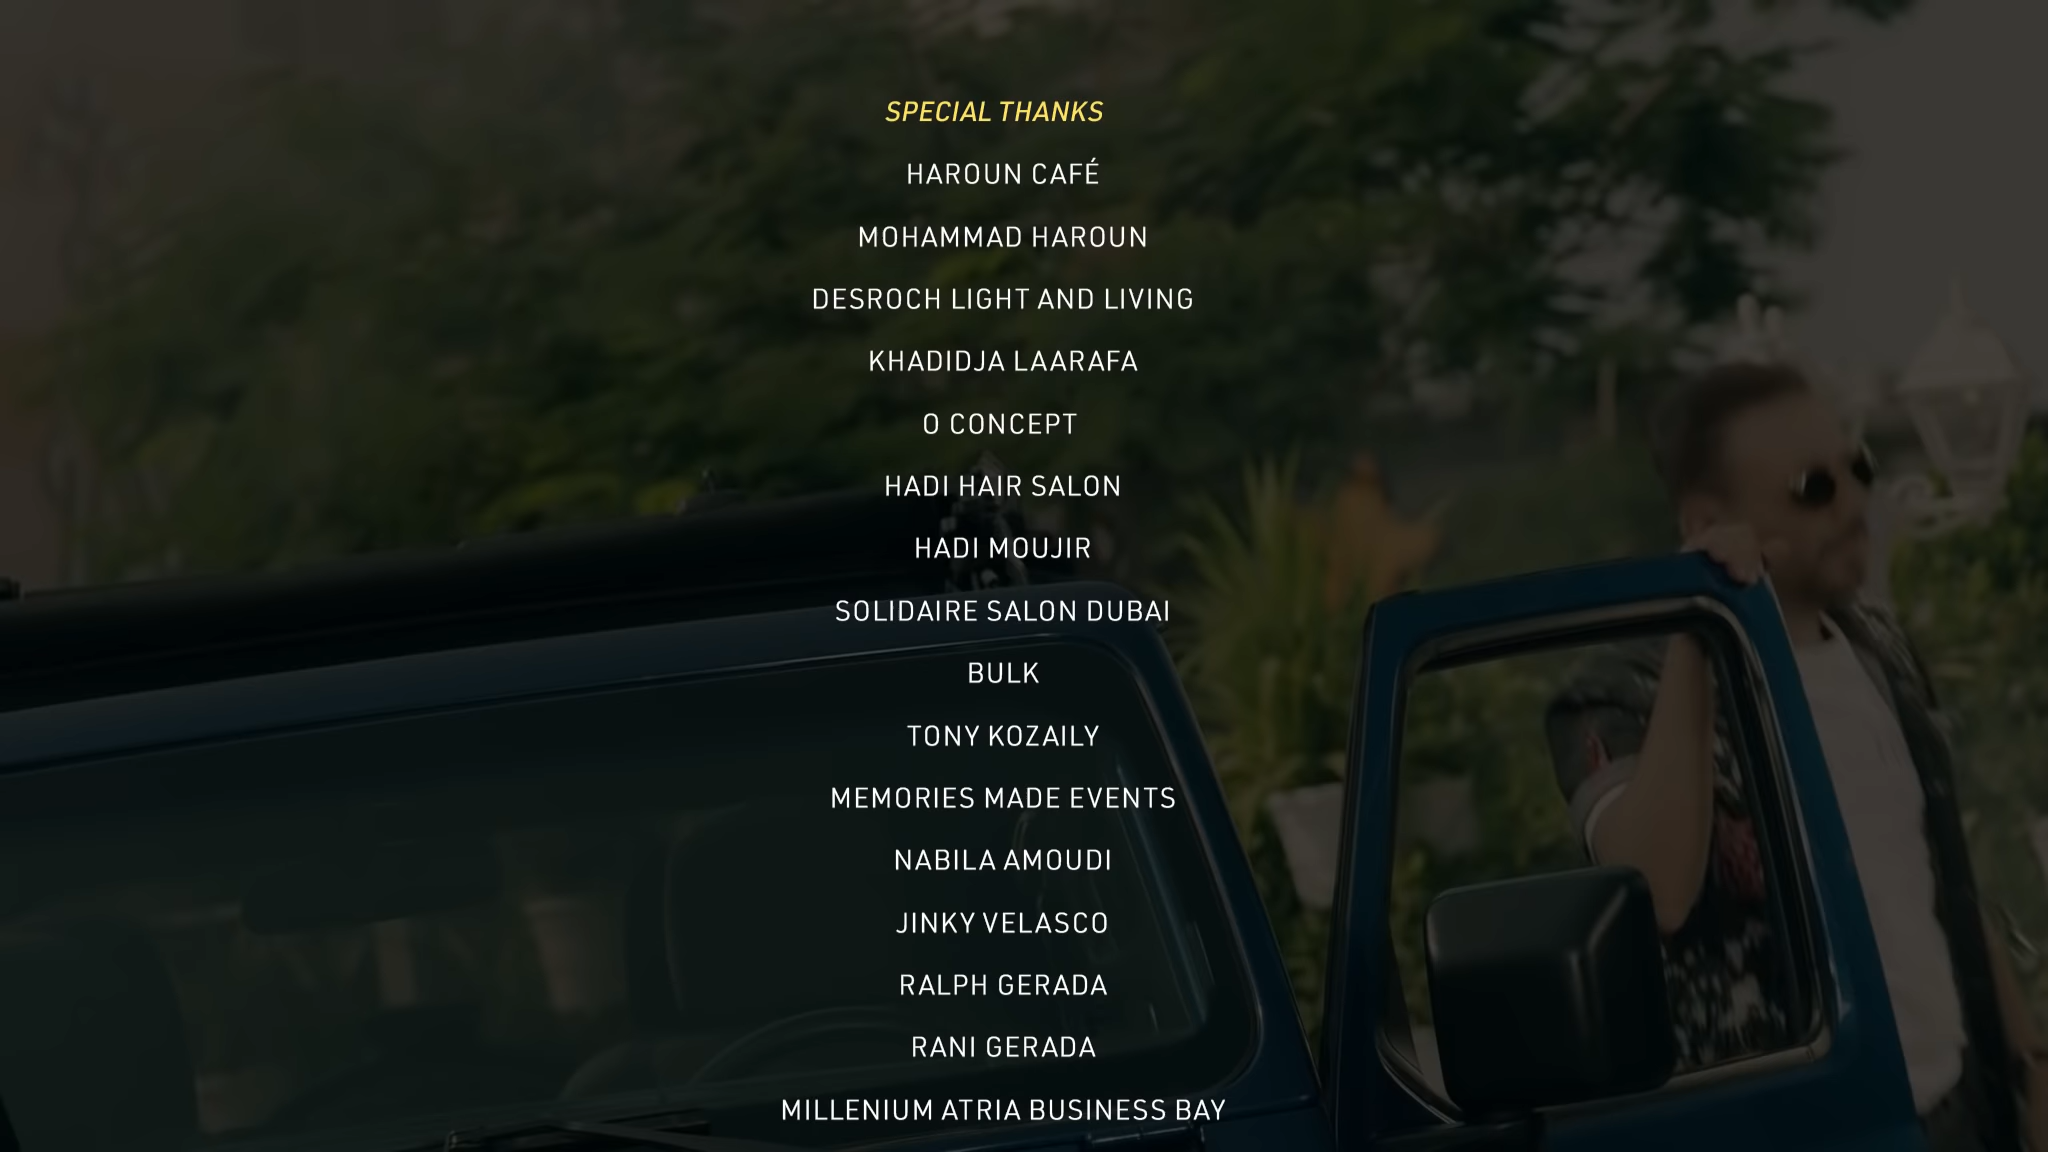 SPECIAL THANKS
HAROUN CAFÉ
MOHAMMAD HAROUN
DESROCH LIGHT AND LIVING
KHADIDJA LAARAFA
O CONCEPT
HADI HAIR SALON
HADI MOUJIR
SOLIDAIRE SALON DUBAI
BULK
TONY KOZAILY
MEMORIES MADE EVENTS
NABILA AMOUDI
JINKY VELASCO
RALPH GERADA
RANI GERADA
MILLENIUM ATRIA BUSINESS BAY